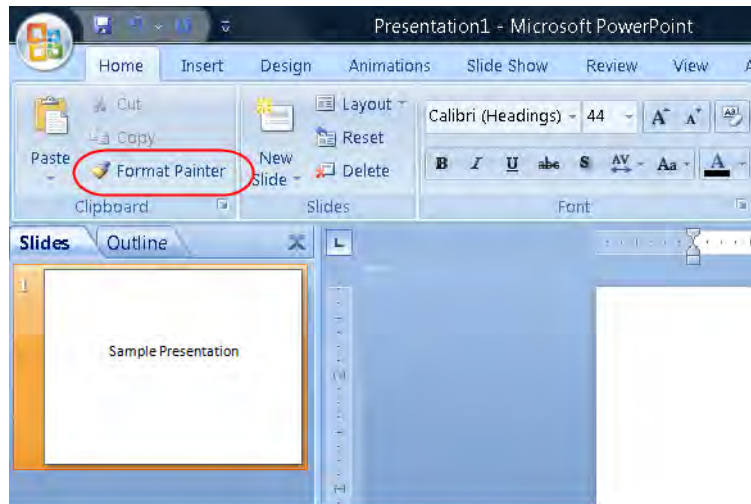 Presentation1 - Microsoft PowerPoint
Home Insert Design Animations Slide Show Review View A
Cut
Copy
Format Painter
Paste
New Slide
Layout
Reset
Delete
Calibri (Headings) 44 A A
B I U abc S AV Aa A
Clipboard Slides Font
Slides Outline
1
Sample Presentation